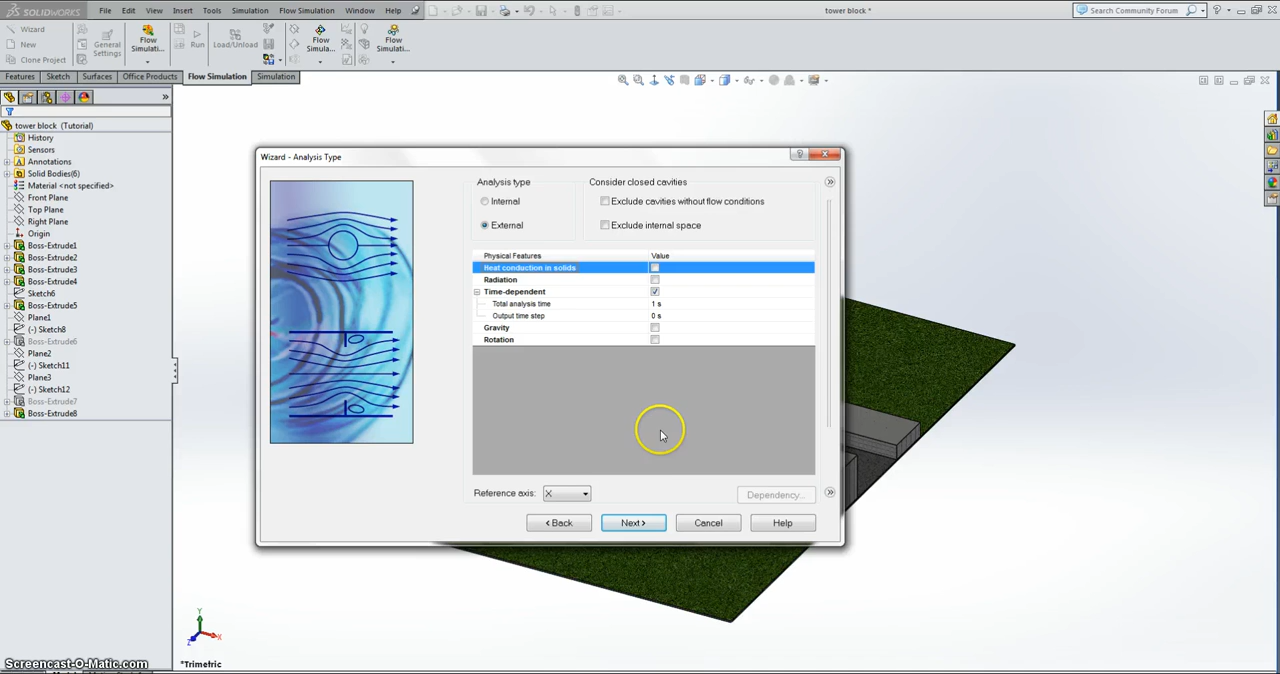 SOLIDWORKS File Edit View Insert Tools Simulation Flow Simulation Window Help tower block * Search Community Forum
Wizard
New
Clone Project
General Settings
Flow Simulati...
Run
Load/Unload
Flow Simula...
Flow Simulati...
Features Sketch Surfaces Office Products Flow Simulation Simulation
tower block (Tutorial)
History
Sensors
Annotations
Solid Bodies(6)
Material <not specified>
Front Plane
Top Plane
Right Plane
Origin
Boss-Extrude1
Boss-Extrude2
Boss-Extrude3
Boss-Extrude4
Sketch6
Boss-Extrude5
Plane1
(-) Sketch8
Boss-Extrude6
Plane2
(-) Sketch11
Plane3
(-) Sketch12
Boss-Extrude7
Boss-Extrude8
Wizard - Analysis Type
Analysis type Consider closed cavities
Internal Exclude cavities without flow conditions
External Exclude internal space
Physical Features Value
Heat conduction in solids
Radiation
Time-dependent
Total analysis time 1 s
Output time step 0 s
Gravity
Rotation
Reference axis: X Dependency...
< Back Next > Cancel Help
Y
Z X
*Trimetric
Screencast-O-Matic.com